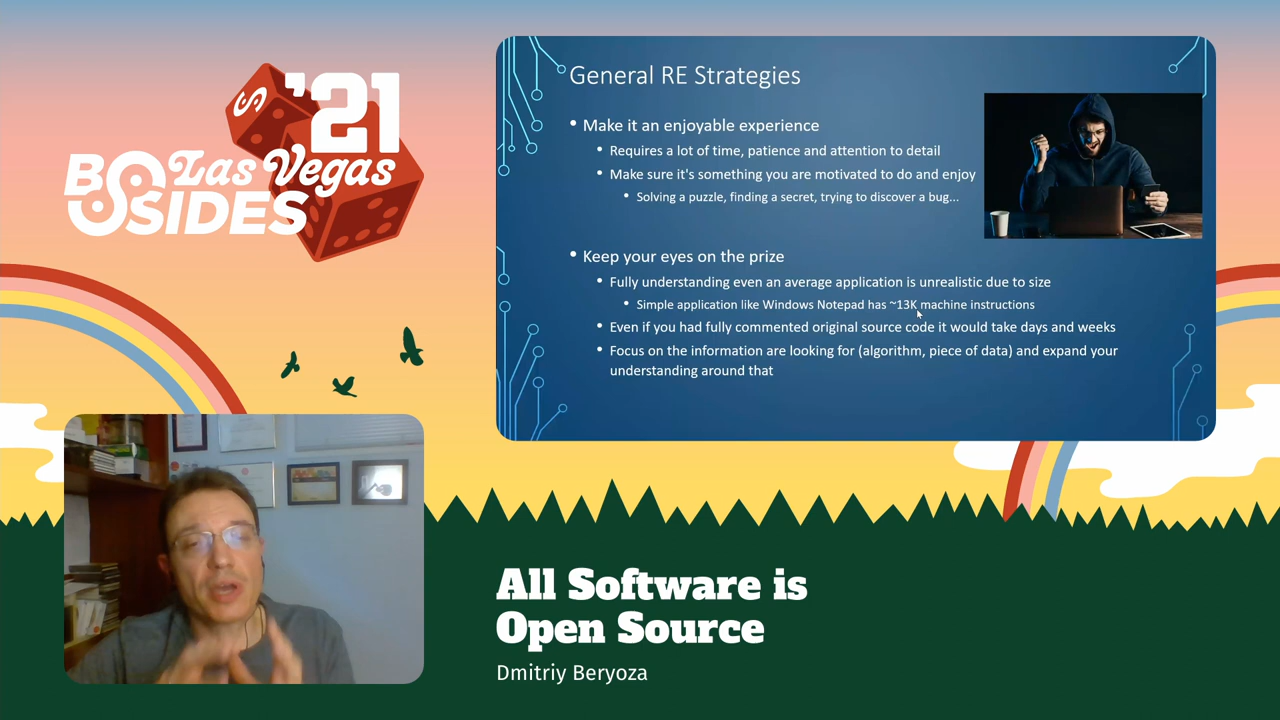 '21
BSIDES
Las Vegas
S
General RE Strategies
Make it an enjoyable experience
Requires a lot of time, patience and attention to detail
Make sure it's something you are motivated to do and enjoy
Solving a puzzle, finding a secret, trying to discover a bug...
Keep your eyes on the prize
Fully understanding even an average application is unrealistic due to size
Simple application like Windows Notepad has ~13K machine instructions
Even if you had fully commented original source code it would take days and weeks
Focus on the information are looking for (algorithm, piece of data) and expand your
understanding around that
All Software is
Open Source
Dmitriy Beryoza